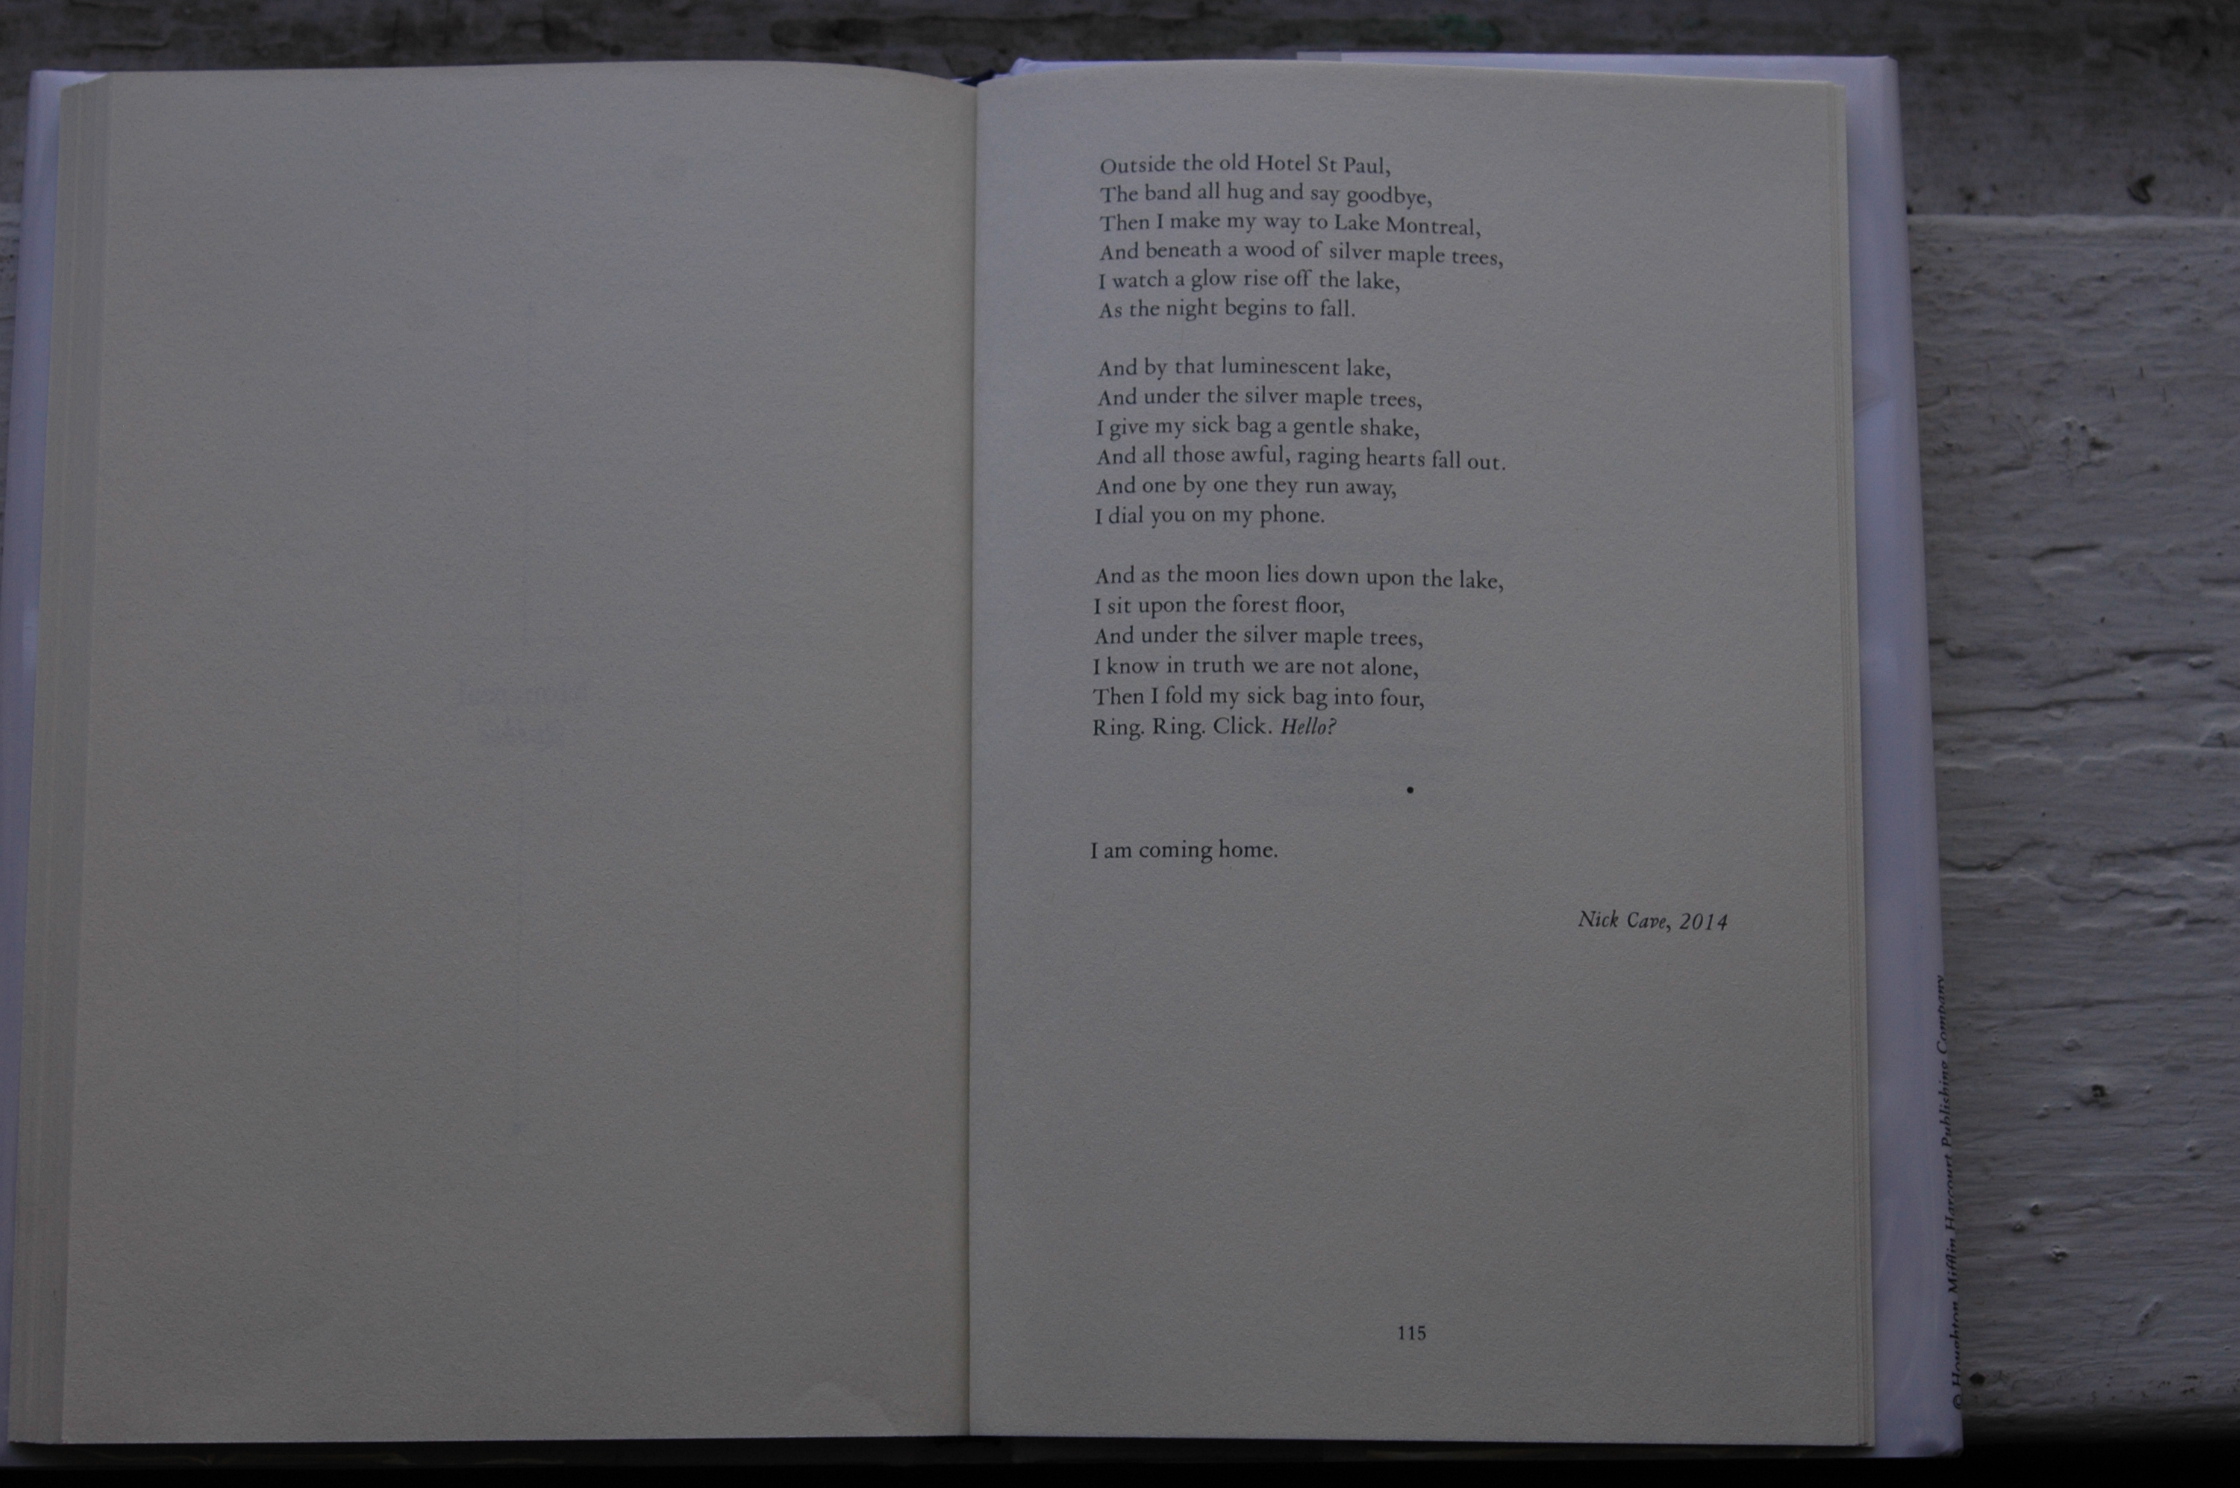 Outside the old Hotel St Paul,
The band all hug and say goodbye,
Then I make my way to Lake Montreal,
And beneath a wood of silver maple trees,
I watch a glow rise off the lake,
As the night begins to fall.
And by that luminescent lake,
And under the silver maple trees,
I give my sick bag a gentle shake,
And all those awful, raging hearts fall out.
And one by one they run away,
I dial you on my phone.
And as the moon lies down upon the lake,
I sit upon the forest floor,
And under the silver maple trees,
I know in truth we are not alone,
Then I fold my sick bag into four,
Ring. Ring. Click. Hello?
•
I am coming home.
Nick Cave, 2014
115
© Houghton Mifflin Harcourt Publishing Company